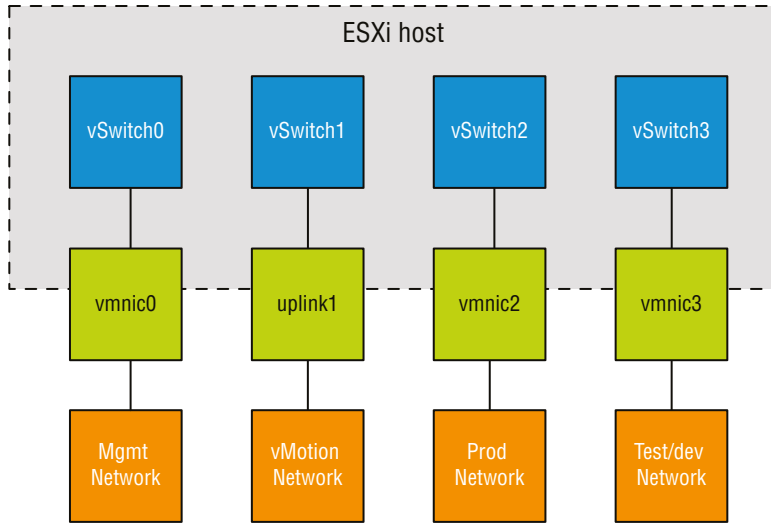 ESXi host
vSwitch0
vSwitch1
vSwitch2
vSwitch3
vmnic0
uplink1
vmnic2
vmnic3
Mgmt
Network
vMotion
Network
Prod
Network
Test/dev
Network